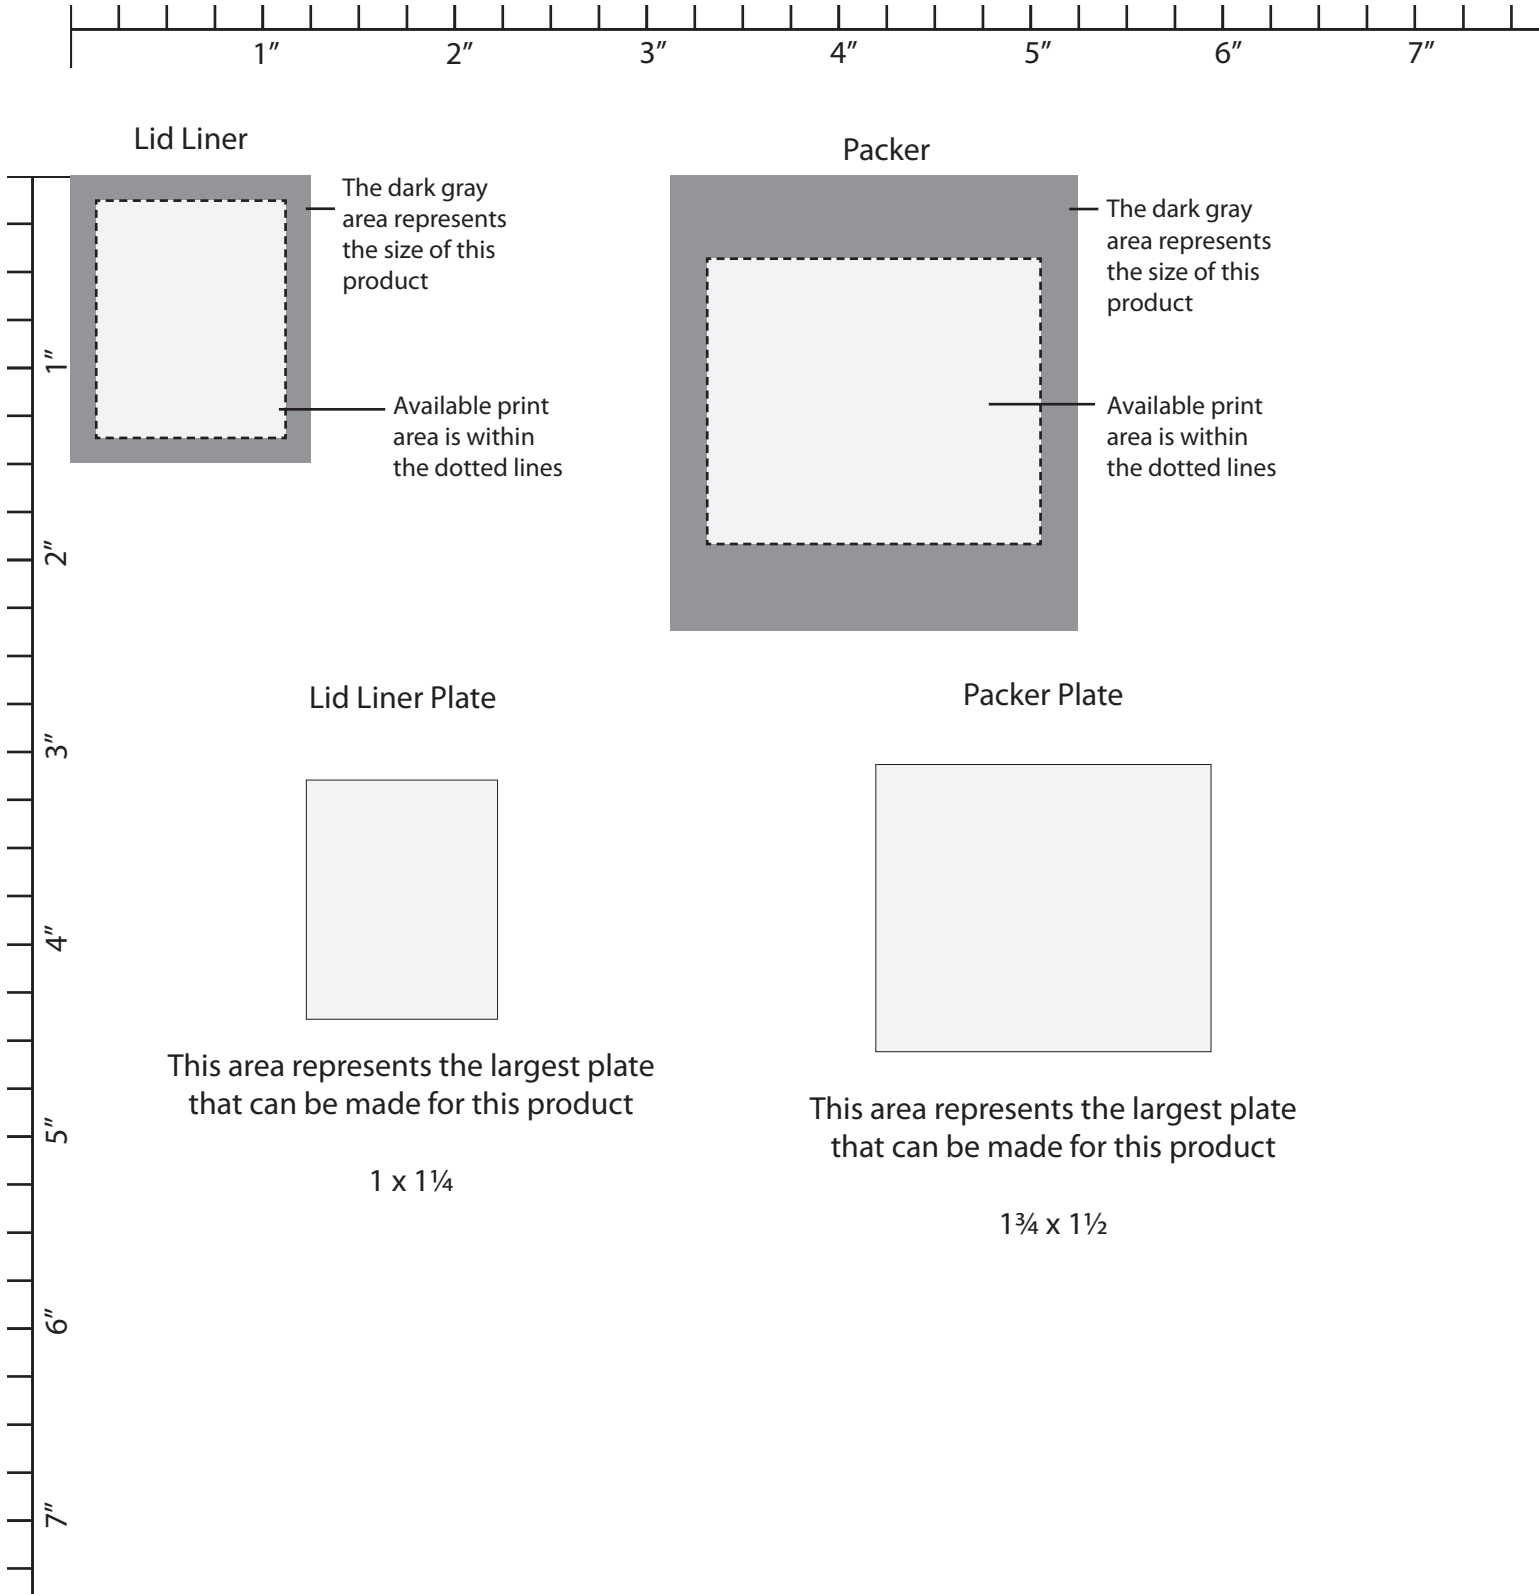 1″ 2″ 3″ 4″ 5″ 6″ 7″
Lid Liner
The dark gray
area represents
the size of this
product
Available print
area is within
the dotted lines
Packer
The dark gray
area represents
the size of this
product
Available print
area is within
the dotted lines
1″
2″
3″
4″
5″
6″
7″
Lid Liner Plate
This area represents the largest plate
that can be made for this product
1 x 1¼
Packer Plate
This area represents the largest plate
that can be made for this product
1¾ x 1½